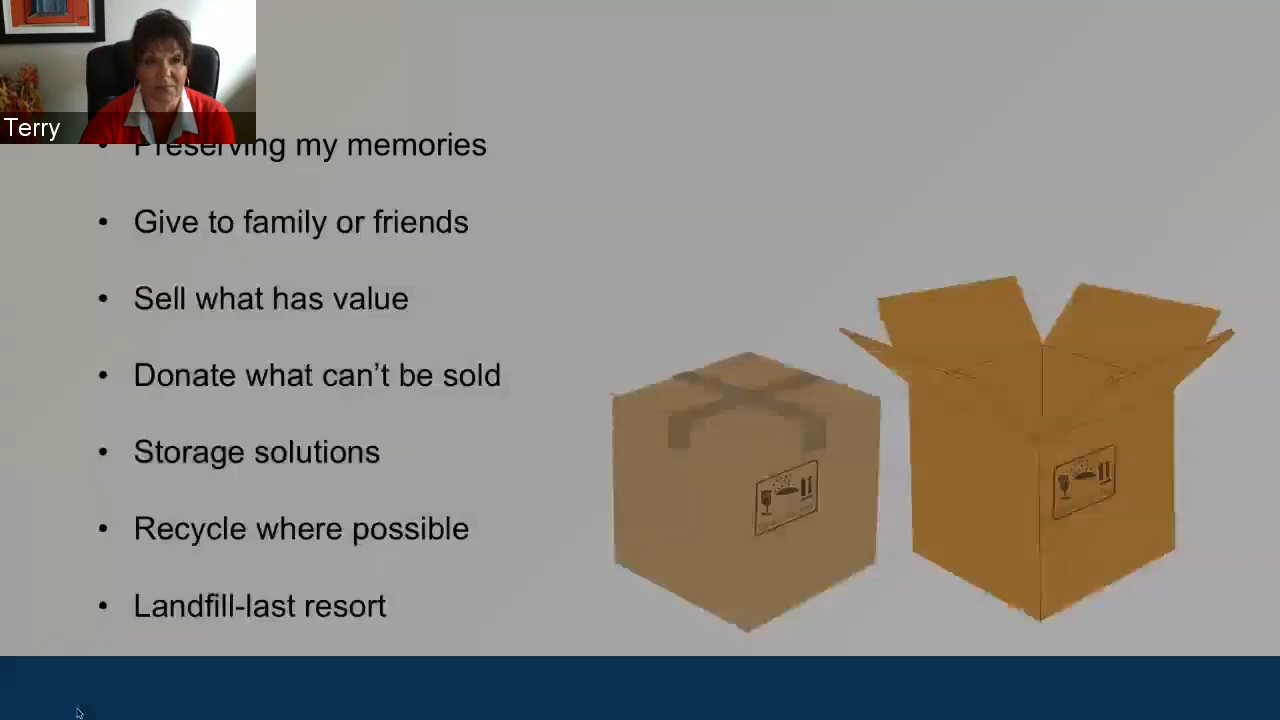 Terry
• Preserving my memories
• Give to family or friends
• Sell what has value
• Donate what can't be sold
• Storage solutions
• Recycle where possible
• Landfill-last resort